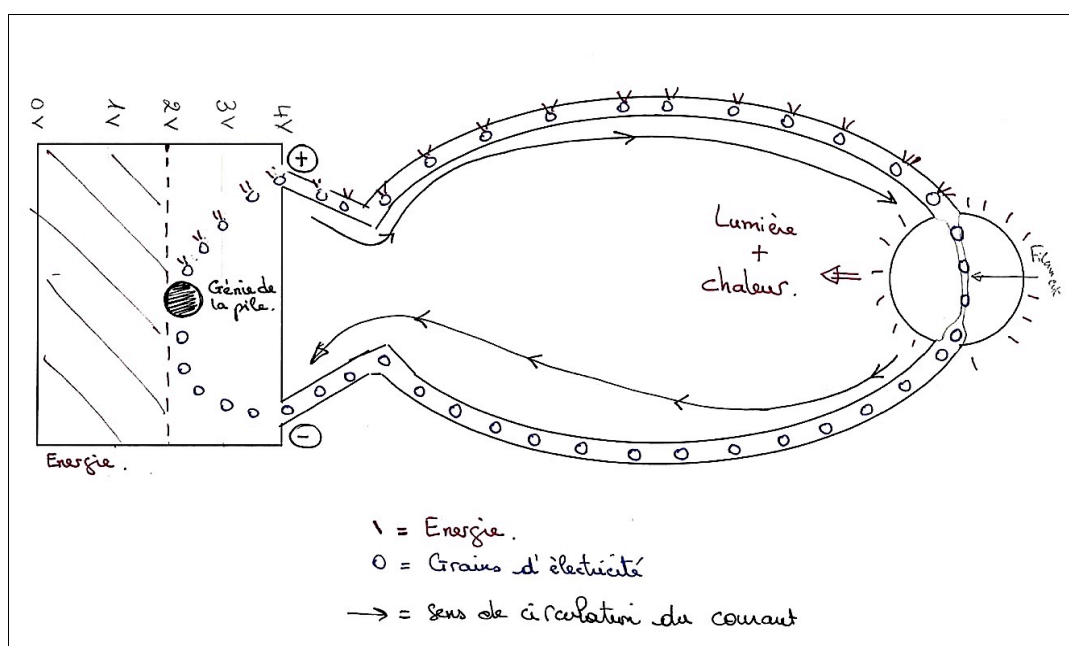 0V
1V
2V
3V
4V
+
Génie de
la pile.
-
Energie.
Lumière
+
chaleur.
Filament
\ = Energie.
O = Grains d'électricité
→ = sens de circulation du courant